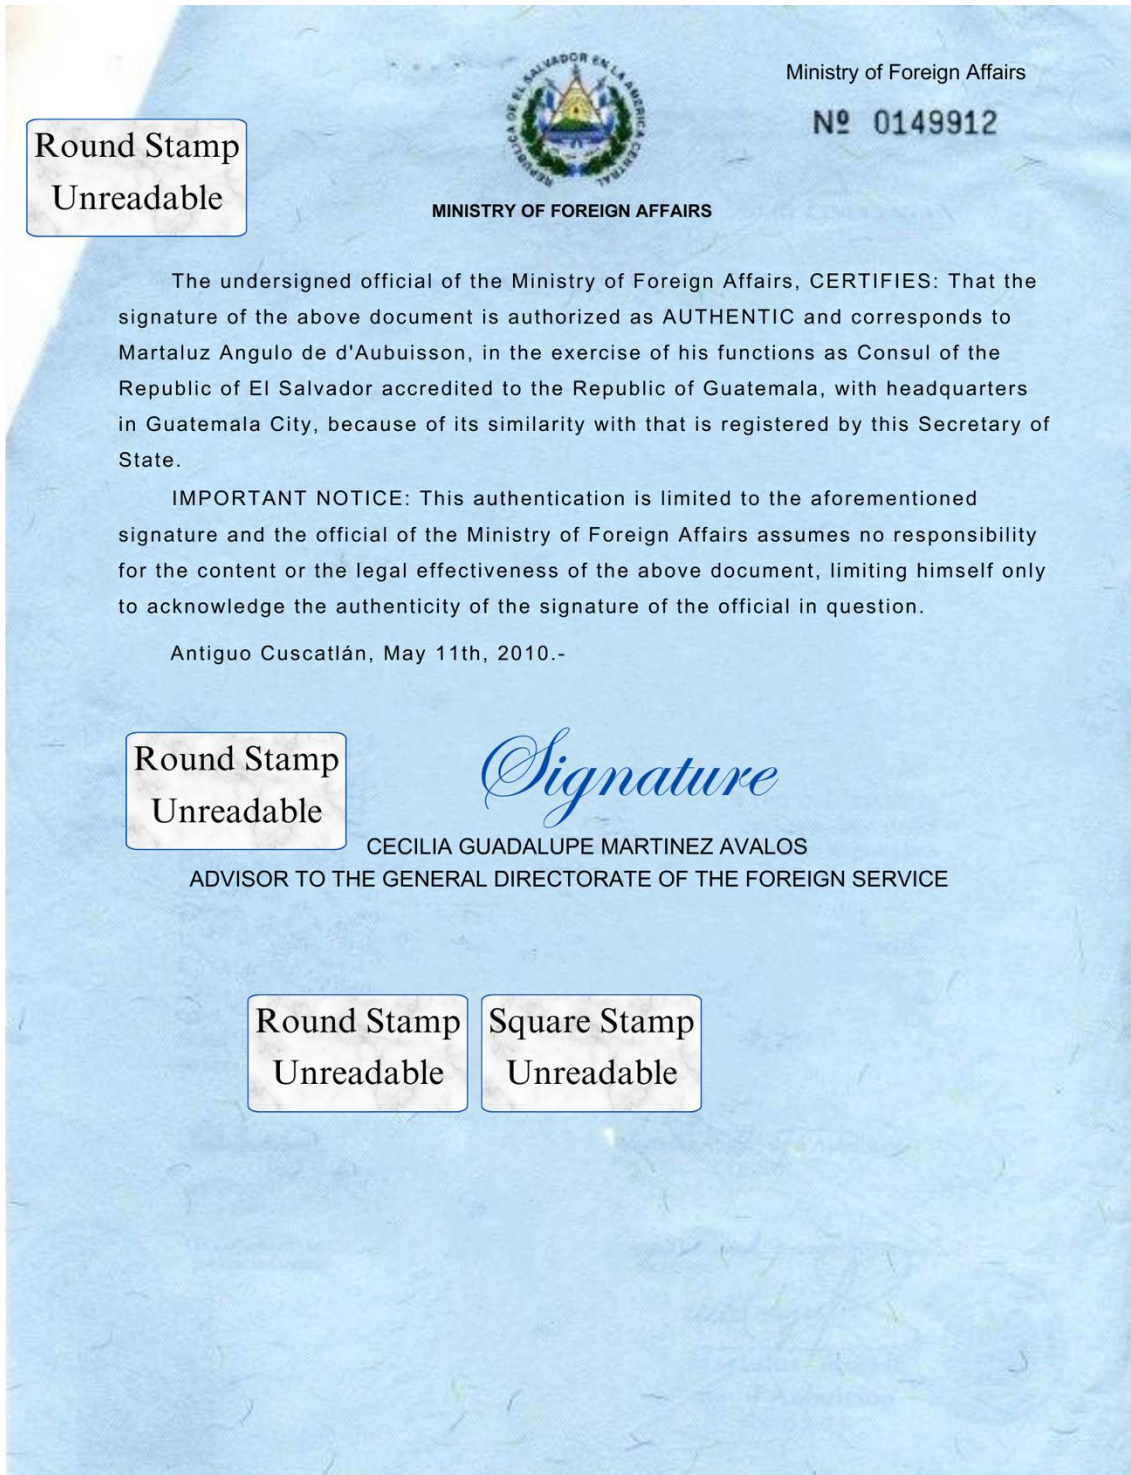 REPUBLICA DE EL SALVADOR EN LA AMERICA CENTRAL
Ministry of Foreign Affairs
Nº 0149912
Round Stamp
Unreadable
MINISTRY OF FOREIGN AFFAIRS
The undersigned official of the Ministry of Foreign Affairs, CERTIFIES: That the
signature of the above document is authorized as AUTHENTIC and corresponds to
Martaluz Angulo de d'Aubuisson, in the exercise of his functions as Consul of the
Republic of El Salvador accredited to the Republic of Guatemala, with headquarters
in Guatemala City, because of its similarity with that is registered by this Secretary of
State.
IMPORTANT NOTICE: This authentication is limited to the aforementioned
signature and the official of the Ministry of Foreign Affairs assumes no responsibility
for the content or the legal effectiveness of the above document, limiting himself only
to acknowledge the authenticity of the signature of the official in question.
Antiguo Cuscatlán, May 11th, 2010.-
Round Stamp
Unreadable
Signature
CECILIA GUADALUPE MARTINEZ AVALOS
ADVISOR TO THE GENERAL DIRECTORATE OF THE FOREIGN SERVICE
Round Stamp
Unreadable
Square Stamp
Unreadable